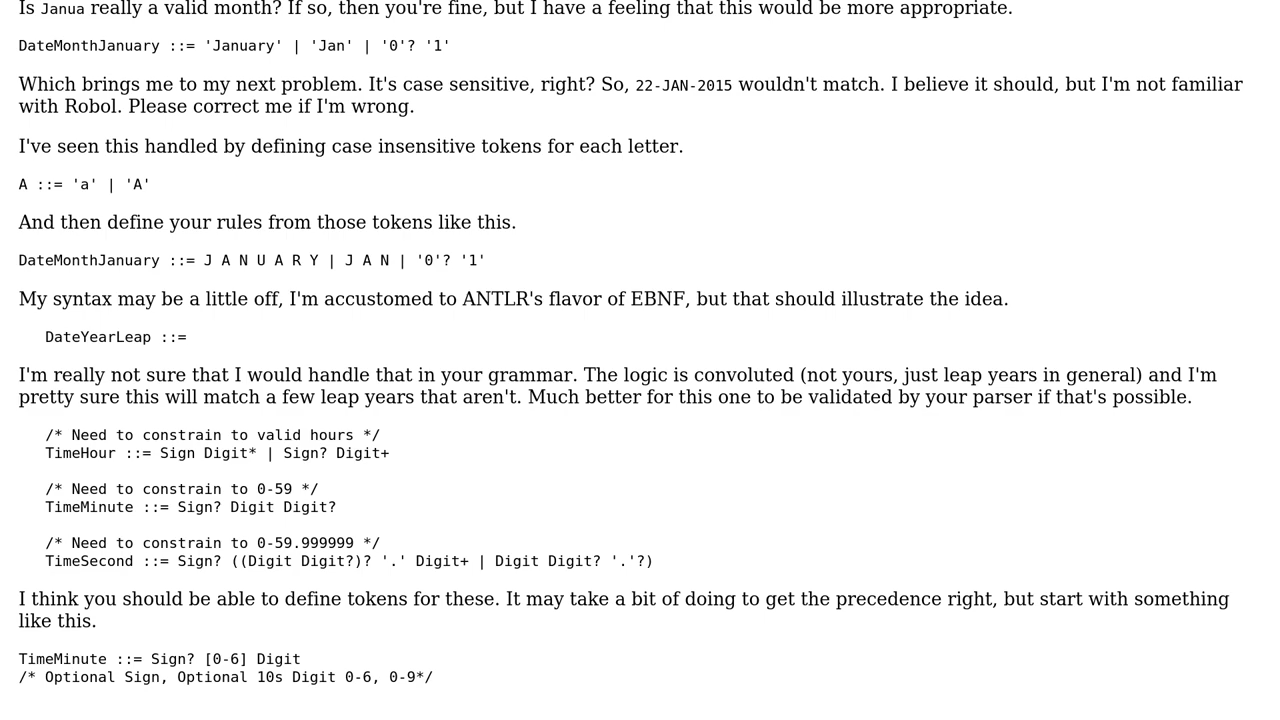 Is Janua really a valid month? If so, then you're fine, but I have a feeling that this would be more appropriate.
DateMonthJanuary ::= 'January' | 'Jan' | '0'? '1'
Which brings me to my next problem. It's case sensitive, right? So, 22-JAN-2015 wouldn't match. I believe it should, but I'm not familiar
with Robol. Please correct me if I'm wrong.
I've seen this handled by defining case insensitive tokens for each letter.
A ::= 'a' | 'A'
And then define your rules from those tokens like this.
DateMonthJanuary ::= J A N U A R Y | J A N | '0'? '1'
My syntax may be a little off, I'm accustomed to ANTLR's flavor of EBNF, but that should illustrate the idea.
DateYearLeap ::=
I'm really not sure that I would handle that in your grammar. The logic is convoluted (not yours, just leap years in general) and I'm
pretty sure this will match a few leap years that aren't. Much better for this one to be validated by your parser if that's possible.
/* Need to constrain to valid hours */
TimeHour ::= Sign Digit* | Sign? Digit+
/* Need to constrain to 0-59 */
TimeMinute ::= Sign? Digit Digit?
/* Need to constrain to 0-59.999999 */
TimeSecond ::= Sign? ((Digit Digit?)? '.' Digit+ | Digit Digit? '.'?)
I think you should be able to define tokens for these. It may take a bit of doing to get the precedence right, but start with something
like this.
TimeMinute ::= Sign? [0-6] Digit
/* Optional Sign, Optional 10s Digit 0-6, 0-9*/